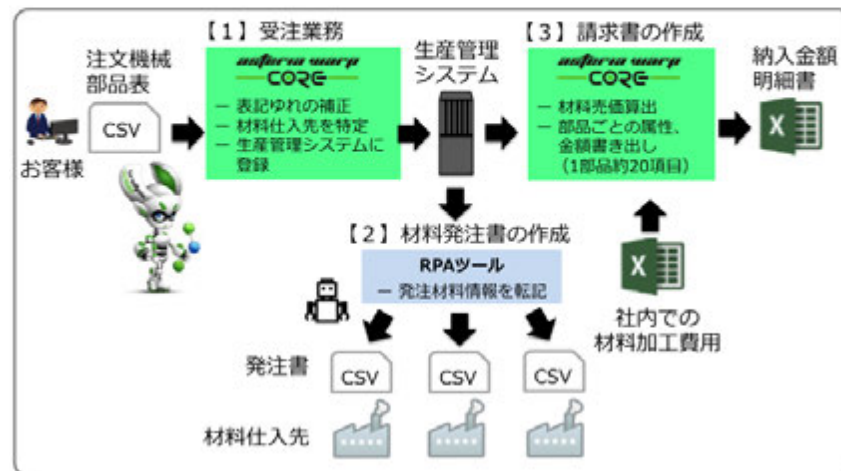 【1】受注業務
注文機械
部品表
CSV
お客様
asteria warp
CORE
― 表記ゆれの補正
― 材料仕入先を特定
― 生産管理システムに
登録
生産管理
システム
【3】請求書の作成
asteria warp
CORE
― 材料売価算出
― 部品ごとの属性、
金額書き出し
（1部品約20項目）
納入金額
明細書
X
【2】材料発注書の作成
RPAツール
― 発注材料情報を転記
X
社内での
材料加工費用
発注書
CSV
CSV
CSV
材料仕入先